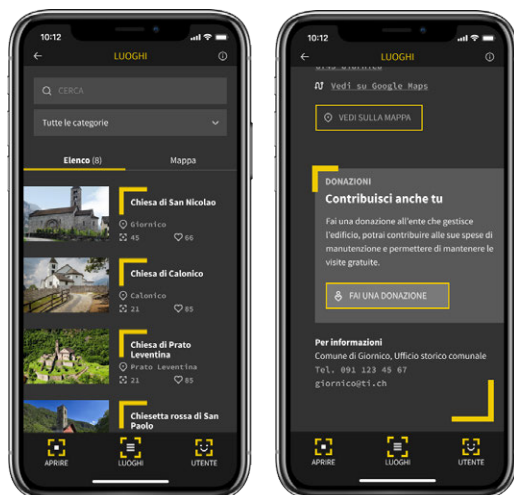 10:12
LUOGHI
CERCA
Tutte le categorie
Elenco (8)
Mappa
Chiesa di San Nicolao
Giornico
45
66
Chiesa di Calonico
Calonico
21
85
Chiesa di Prato
Leventina
Prato Leventina
21
85
Chiesetta rossa di San
Paolo
APRIRE
LUOGHI
UTENTE
10:12
LUOGHI
Vedi su Google Maps
VEDI SULLA MAPPA
DONAZIONI
Contribuisci anche tu
Fai una donazione all'ente che gestisce
l'edificio, potrai contribuire alle sue spese di
manutenzione e permettere di mantenere le
visite gratuite.
FAI UNA DONAZIONE
Per informazioni
Comune di Giornico, Ufficio storico comunale
Tel. 091 123 45 67
giornico@ti.ch
APRIRE
LUOGHI
UTENTE